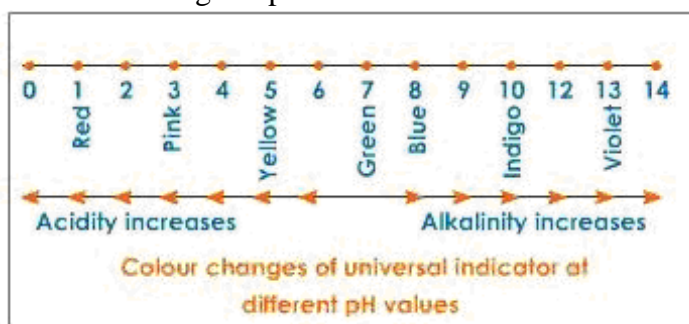 0 1 2 3 4 5 6 7 8 9 10 12 13 14
Red Pink Yellow Green Blue Indigo Violet
Acidity increases Alkalinity increases
Colour changes of universal indicator at
different pH values